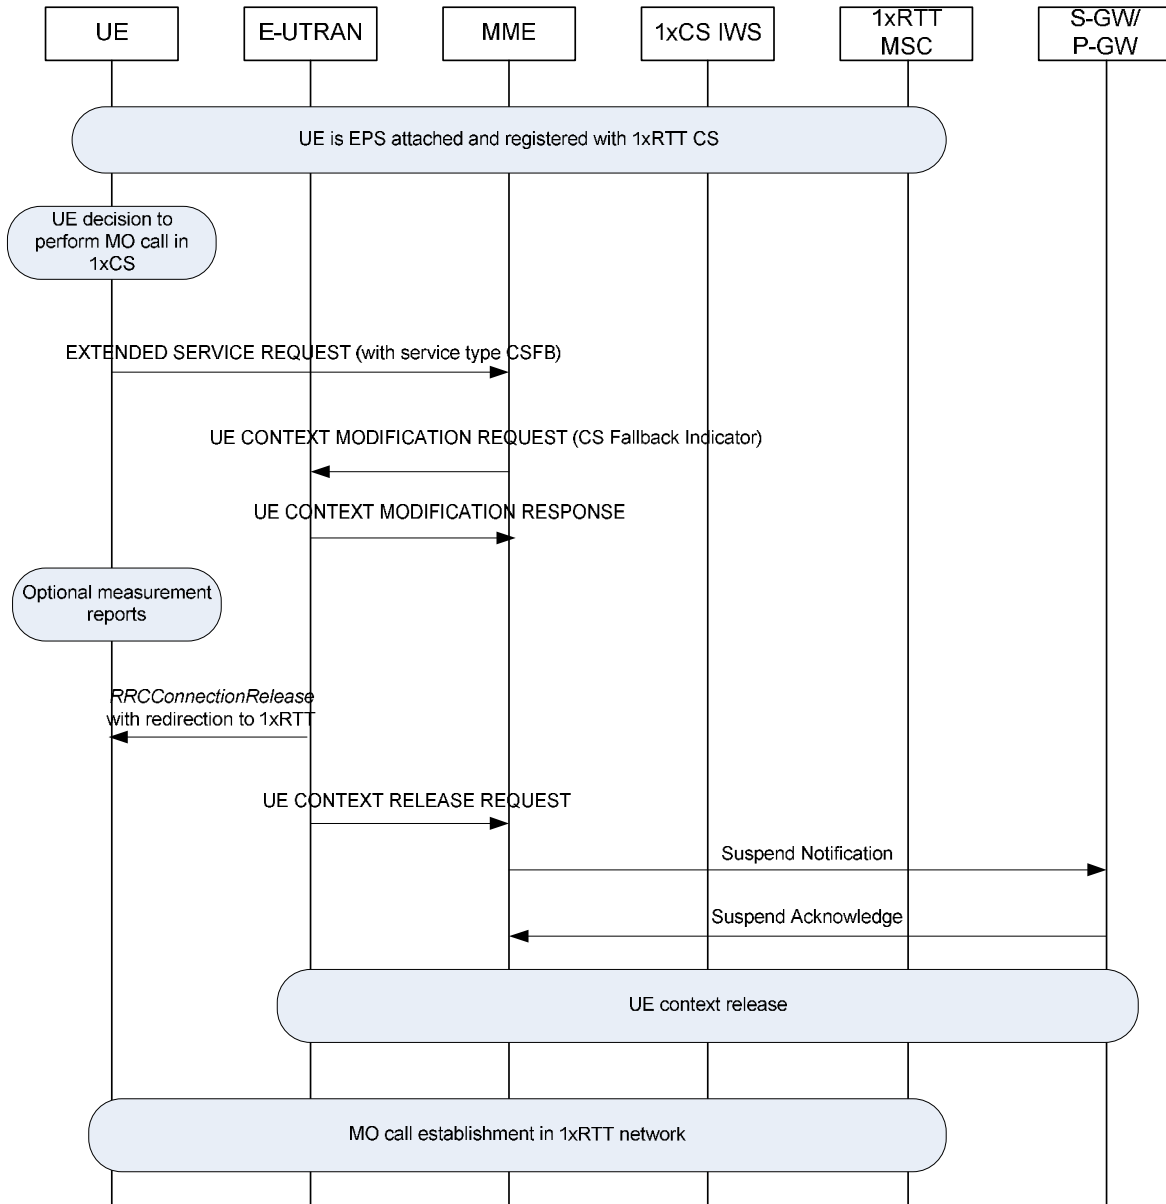 UE
E-UTRAN
MME
1xCS IWS
1xRTT
MSC
S-GW/
P-GW
UE is EPS attached and registered with 1xRTT CS
UE decision to
perform MO call in
1xCS
EXTENDED SERVICE REQUEST (with service type CSFB)
UE CONTEXT MODIFICATION REQUEST (CS Fallback Indicator)
UE CONTEXT MODIFICATION RESPONSE
Optional measurement
reports
RRCConnectionRelease
with redirection to 1xRTT
UE CONTEXT RELEASE REQUEST
Suspend Notification
Suspend Acknowledge
UE context release
MO call establishment in 1xRTT network